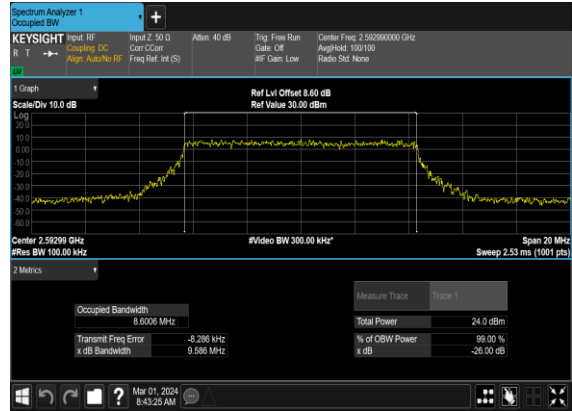 Spectrum Analyzer 1
Occupied BW
KEYSIGHT Input: RF Input Z: 50 Ω Atten: 40 dB Trig: Free Run Center Freq: 2.592990000 GHz
R T Coupling: DC Corr CCorr Gate: Off Avg|Hold: 100/100
Align: Auto/No RF Freq Ref: Int (S) #IF Gain: Low Radio Std: None
LW
1 Graph
Ref Lvl Offset 8.60 dB
Scale/Div 10.0 dB Ref Value 30.00 dBm
Log
20.0
10.0
0.00
-10.0
-20.0
-30.0
-40.0
-50.0
-60.0
Center 2.59299 GHz #Video BW 300.00 kHz* Span 20 MHz
#Res BW 100.00 kHz Sweep 2.53 ms (1001 pts)
2 Metrics
Measure Trace Trace 1
Occupied Bandwidth
8.6006 MHz Total Power 24.0 dBm
Transmit Freq Error -8.286 kHz % of OBW Power 99.00 %
x dB Bandwidth 9.586 MHz x dB -26.00 dB
Mar 01, 2024
8:43:25 AM